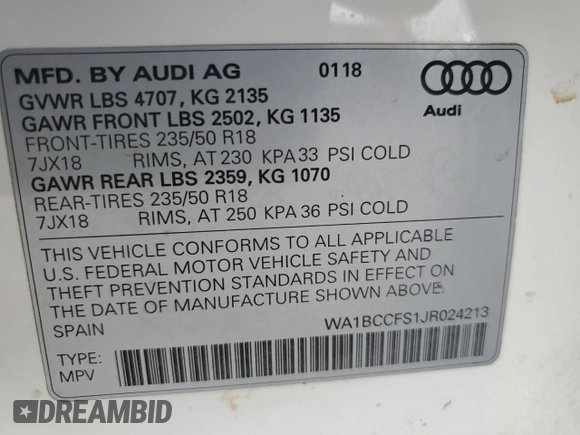 MFD. BY AUDI AG 0118
GVWR LBS 4707, KG 2135
GAWR FRONT LBS 2502, KG 1135
Audi
FRONT-TIRES 235/50 R18
7JX18 RIMS, AT 230 KPA 33 PSI COLD
GAWR REAR LBS 2359, KG 1070
REAR-TIRES 235/50 R18
7JX18 RIMS, AT 250 KPA 36 PSI COLD
THIS VEHICLE CONFORMS TO ALL APPLICABLE
U.S. FEDERAL MOTOR VEHICLE SAFETY AND
THEFT PREVENTION STANDARDS IN EFFECT ON
THE DATE OF MANUFACTURE SHOWN ABOVE.
SPAIN WA1BCCFS1JR024213
TYPE:
MPV
DREAMBID